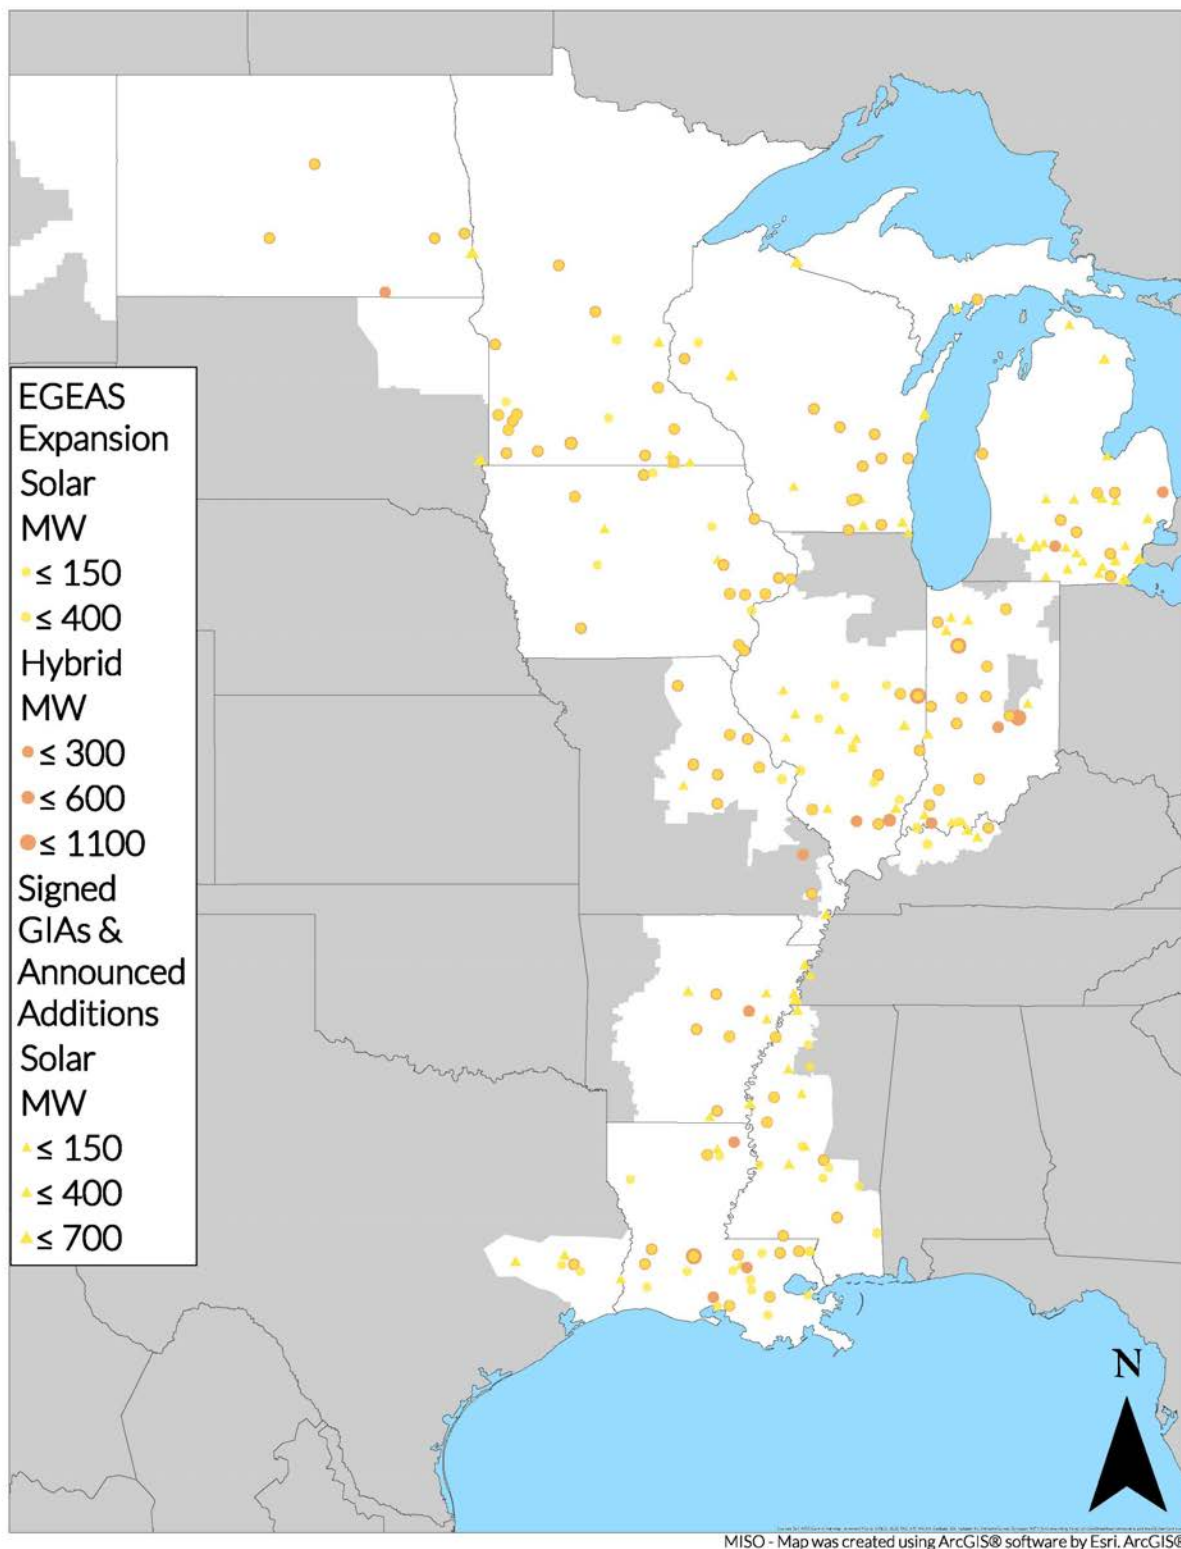 EGEAS
Expansion
Solar
MW
≤ 150
≤ 400
Hybrid
MW
≤ 300
≤ 600
≤ 1100
Signed
GIAs &
Announced
Additions
Solar
MW
≤ 150
≤ 400
≤ 700
N
MISO - Map was created using ArcGIS® software by Esri. ArcGIS®